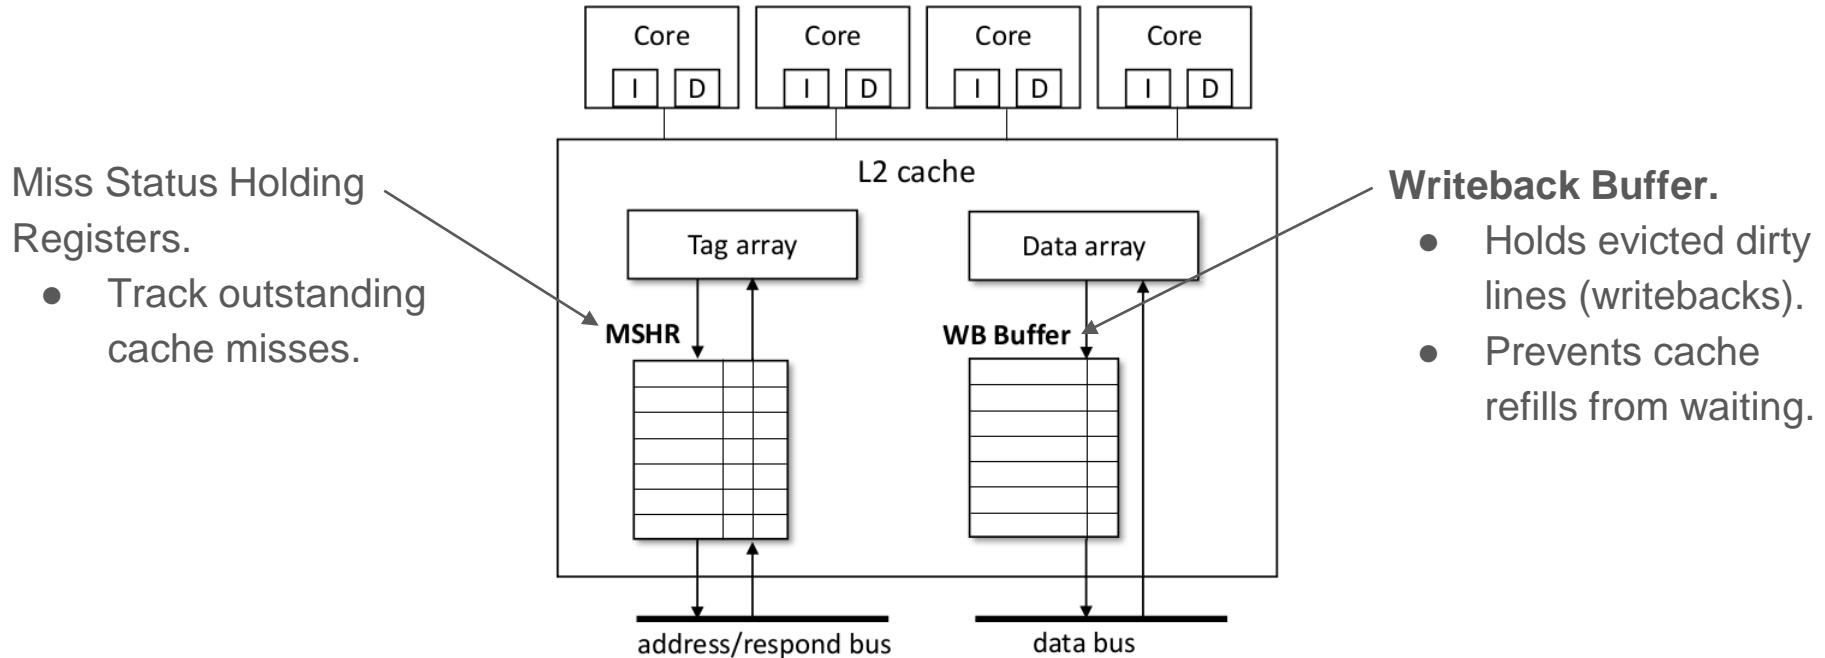 Core
I D
Core
I D
Core
I D
Core
I D
L2 cache
Miss Status Holding
Registers.
● Track outstanding
cache misses.
Tag array
Data array
MSHR
WB Buffer
Writeback Buffer.
● Holds evicted dirty
lines (writebacks).
● Prevents cache
refills from waiting.
address/respond bus
data bus